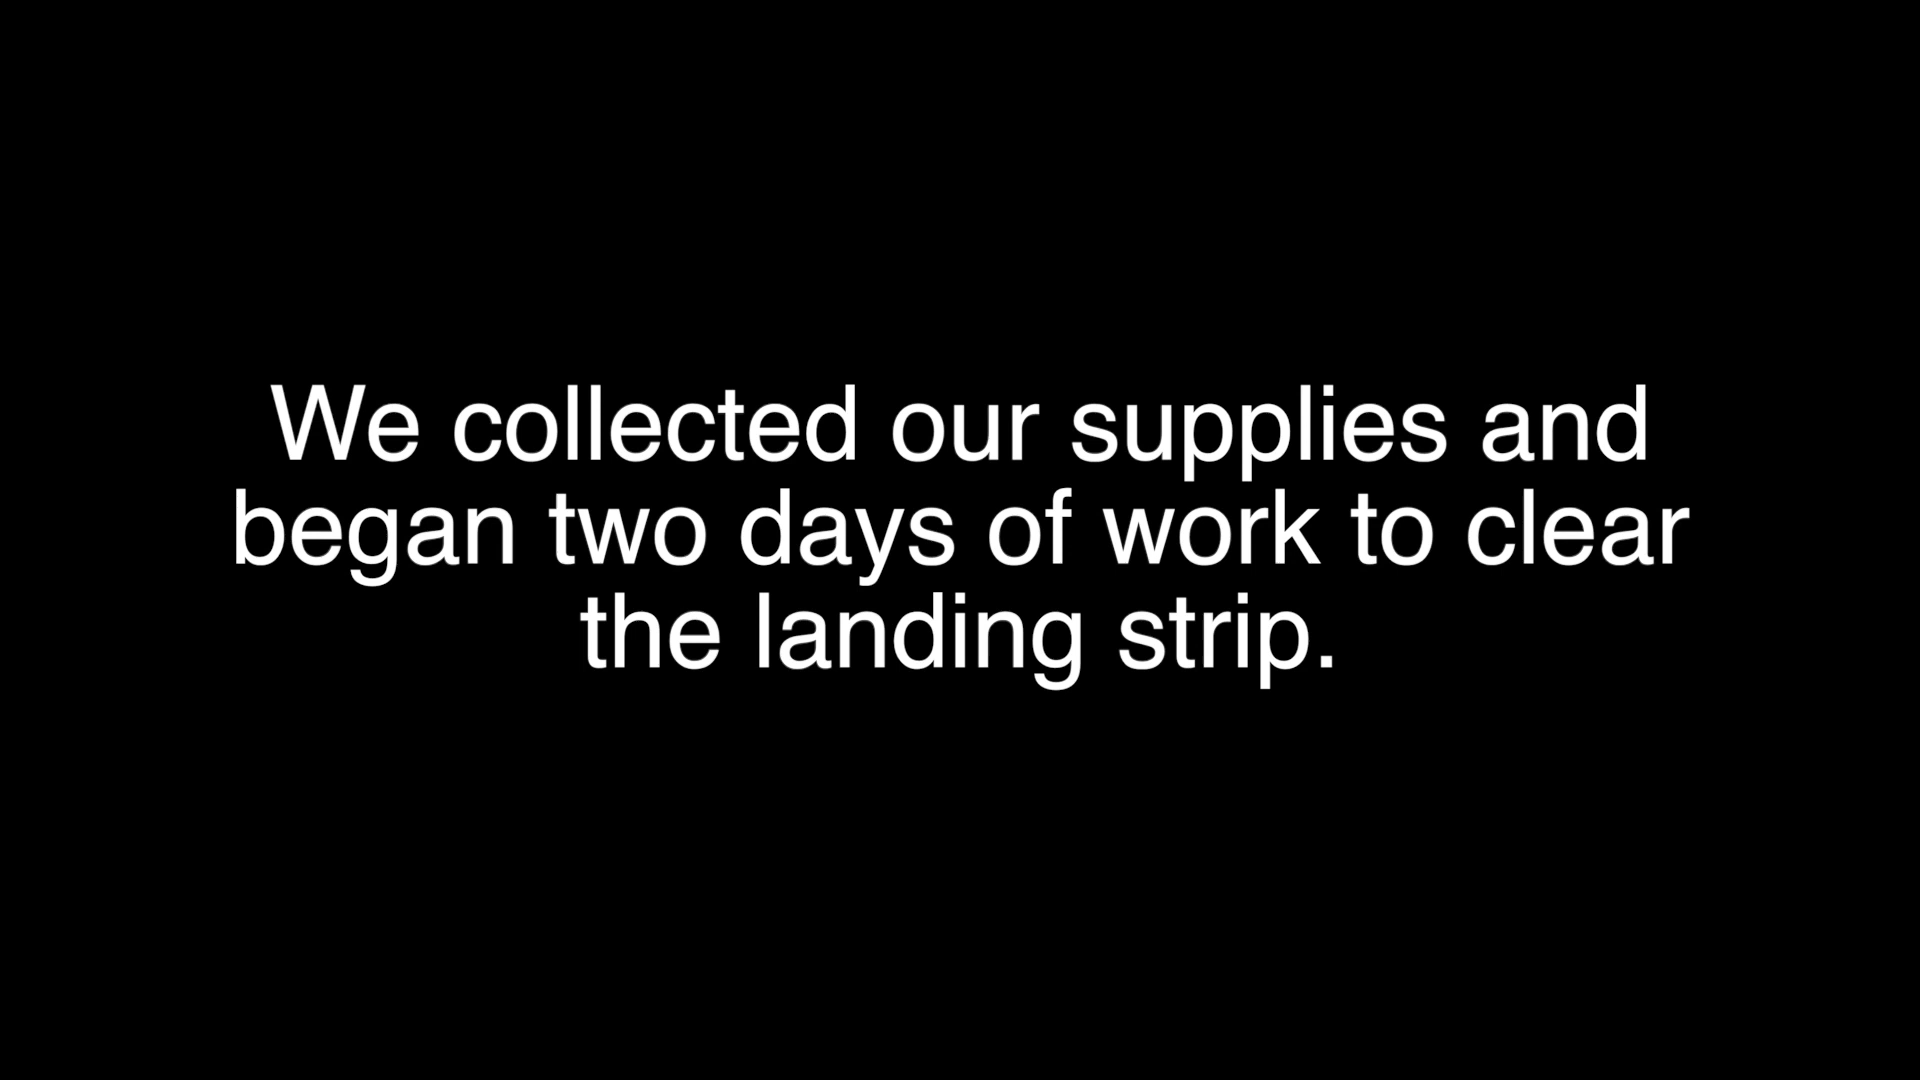 We collected our supplies and
began two days of work to clear
the landing strip.